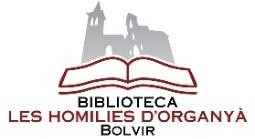 BIBLIOTECA
LES HOMILIES D'ORGANYÀ
BOLVIR